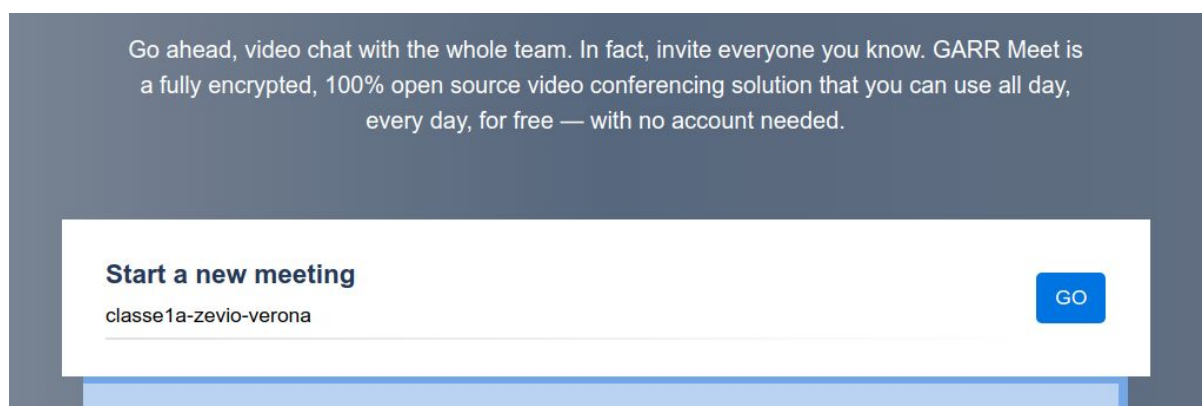 Go ahead, video chat with the whole team. In fact, invite everyone you know. GARR Meet is
a fully encrypted, 100% open source video conferencing solution that you can use all day,
every day, for free — with no account needed.
Start a new meeting
classe1a-zevio-verona
GO